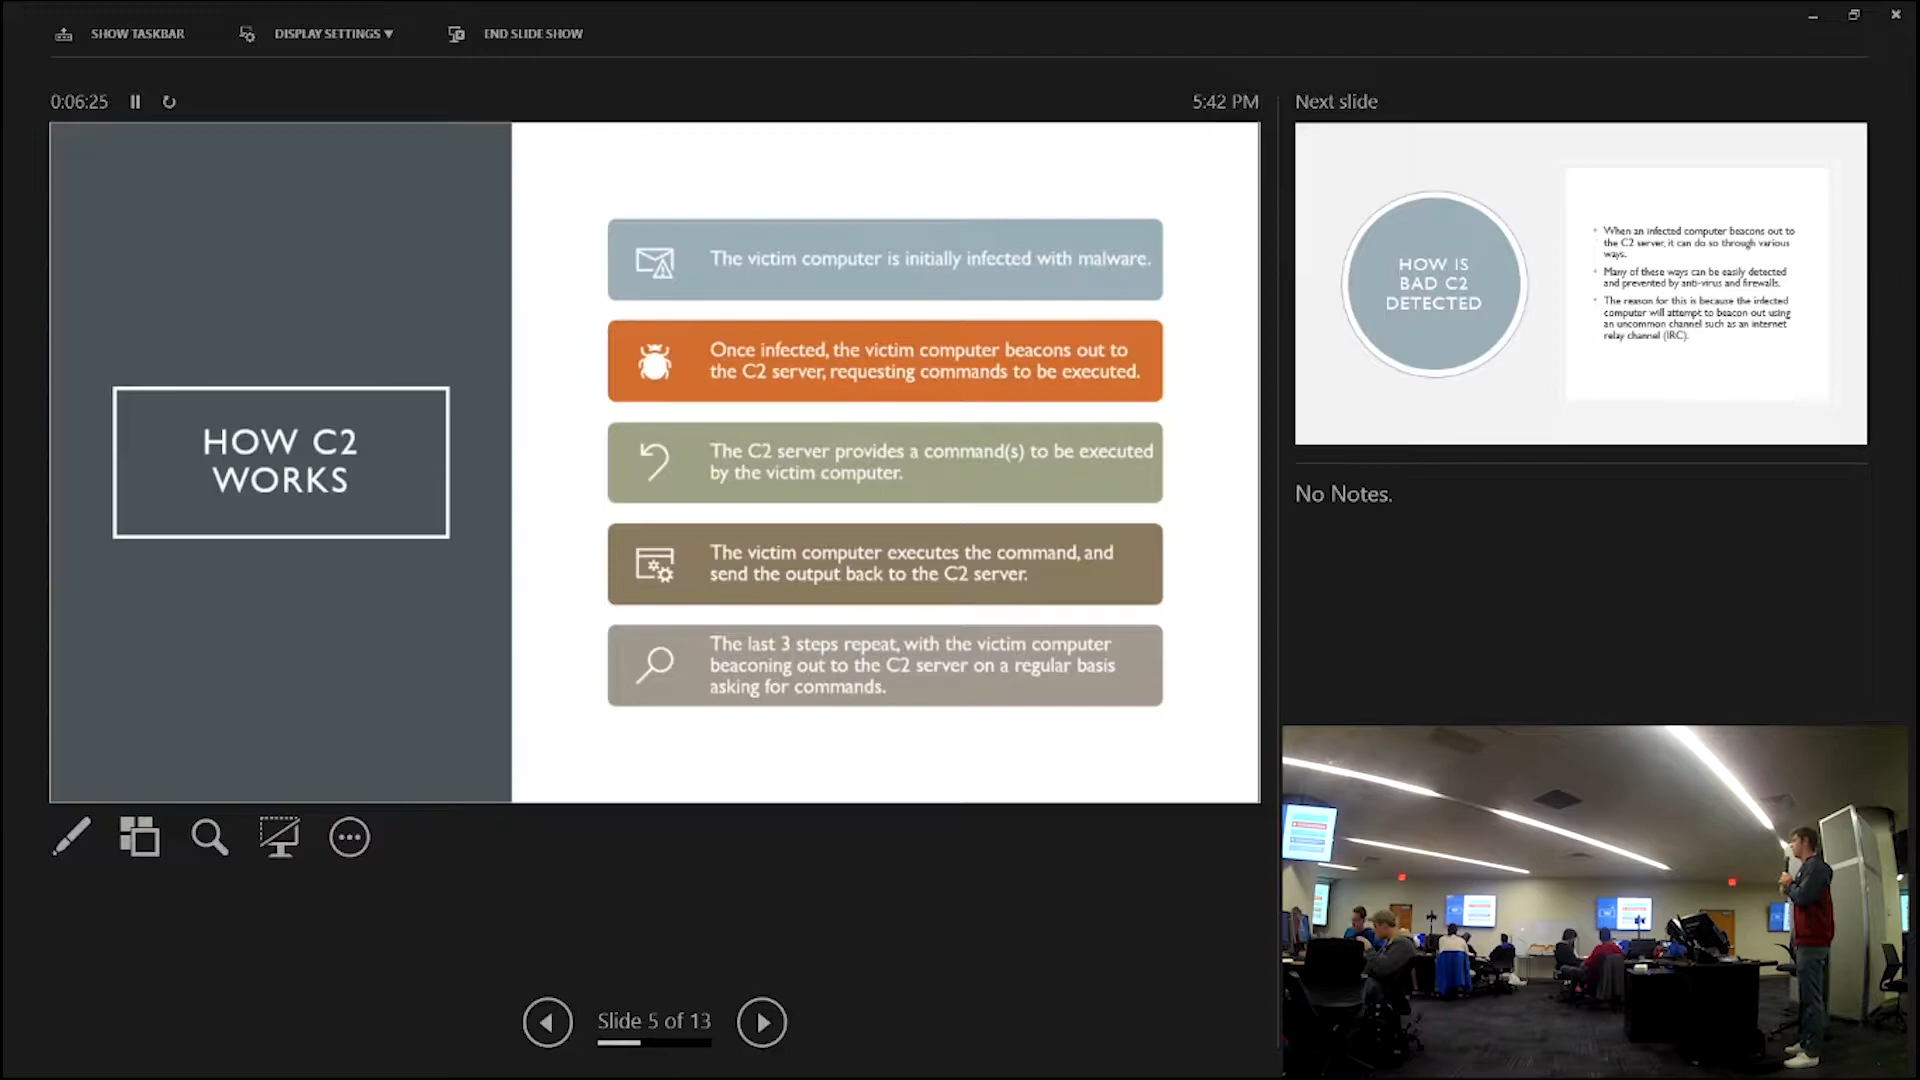 SHOW TASKBAR
DISPLAY SETTINGS ▼
END SLIDE SHOW
0:06:25
5:42 PM
Next slide
HOW C2
WORKS
The victim computer is initially infected with malware.
Once infected, the victim computer beacons out to
the C2 server, requesting commands to be executed.
The C2 server provides a command(s) to be executed
by the victim computer.
The victim computer executes the command, and
send the output back to the C2 server.
The last 3 steps repeat, with the victim computer
beaconing out to the C2 server on a regular basis
asking for commands.
HOW IS
BAD C2
DETECTED
When an infected computer beacons out to
the C2 server, it can do so through various
ways.
Many of these ways can be easily detected
and prevented by anti-virus and firewalls.
The reason for this is because the infected
computer will attempt to beacon out using
an uncommon channel such as an internet
relay channel (IRC).
No Notes.
Slide 5 of 13